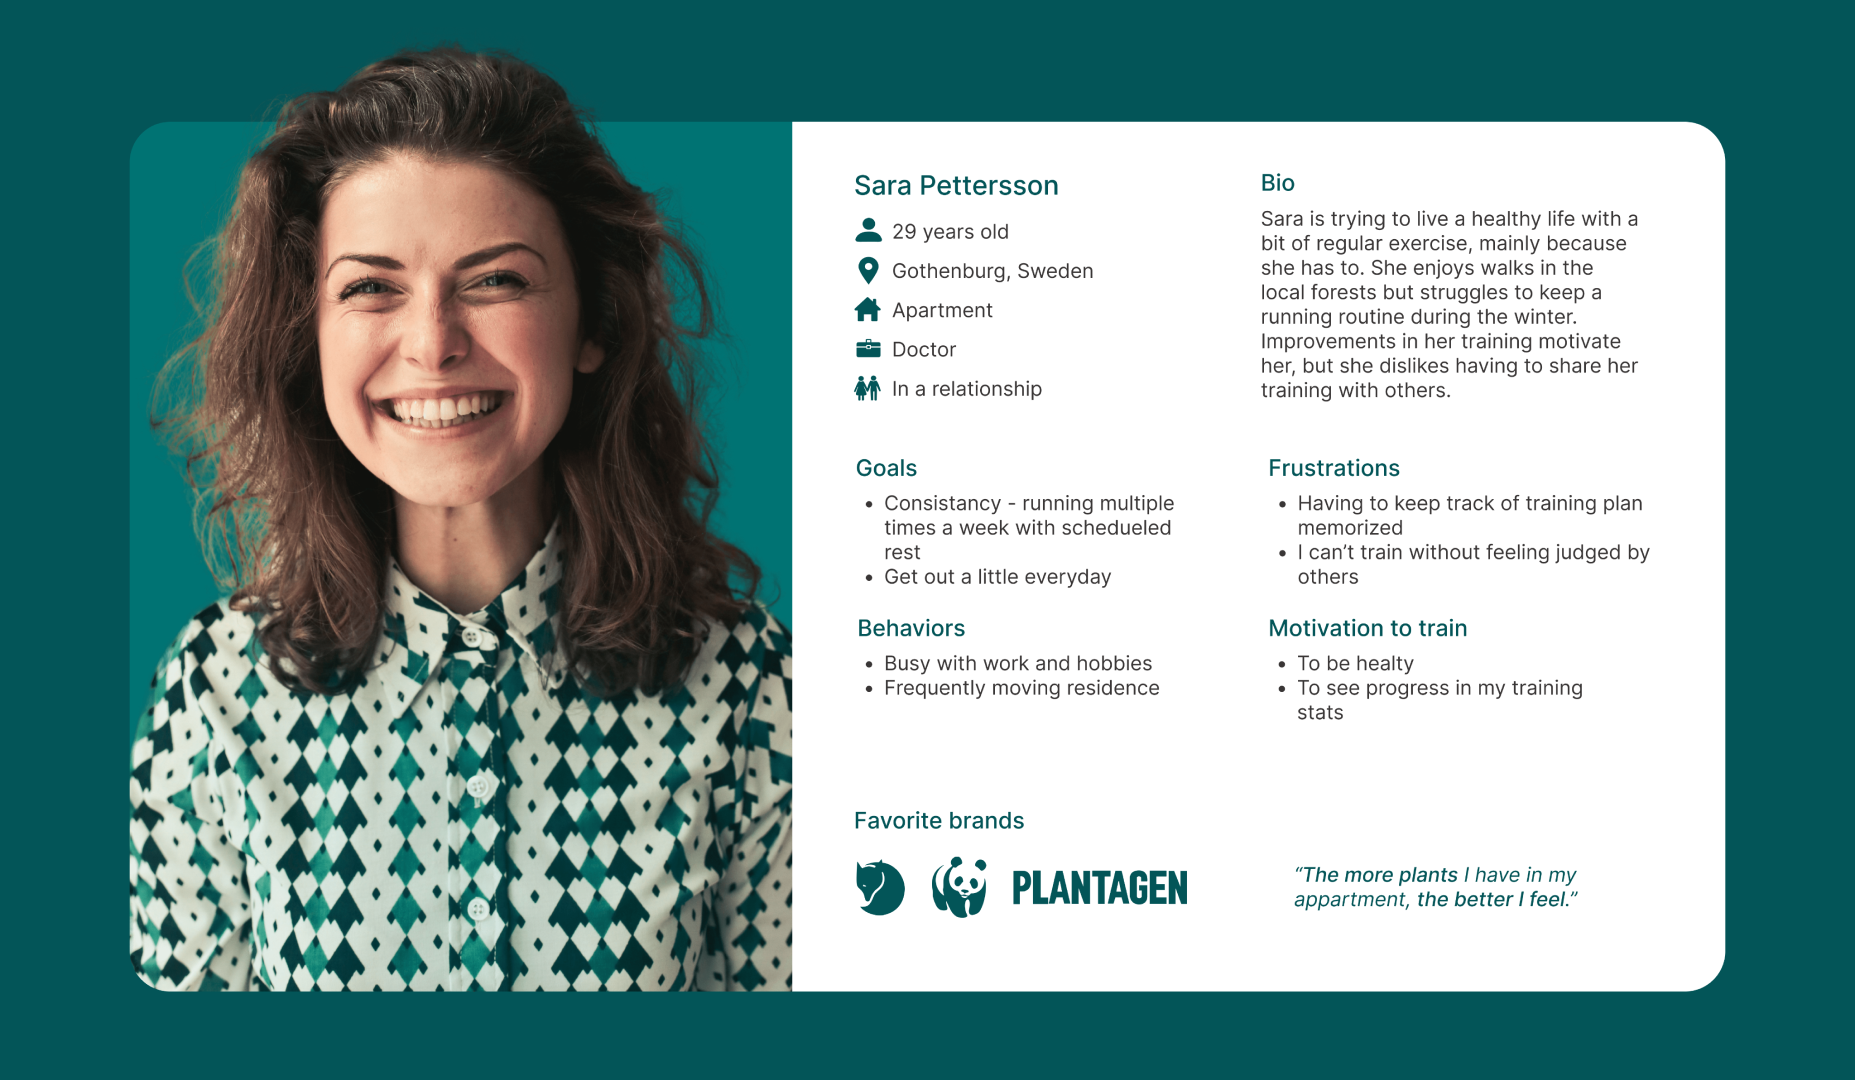 Sara Pettersson
29 years old
Gothenburg, Sweden
Apartment
Doctor
In a relationship
Bio
Sara is trying to live a healthy life with a
bit of regular exercise, mainly because
she has to. She enjoys walks in the
local forests but struggles to keep a
running routine during the winter.
Improvements in her training motivate
her, but she dislikes having to share her
training with others.
Goals
• Consistancy - running multiple
times a week with schedueled
rest
• Get out a little everyday
Frustrations
• Having to keep track of training plan
memorized
• I can’t train without feeling judged by
others
Behaviors
• Busy with work and hobbies
• Frequently moving residence
Motivation to train
• To be healty
• To see progress in my training
stats
Favorite brands
PLANTAGEN
“The more plants I have in my
appartment, the better I feel.”